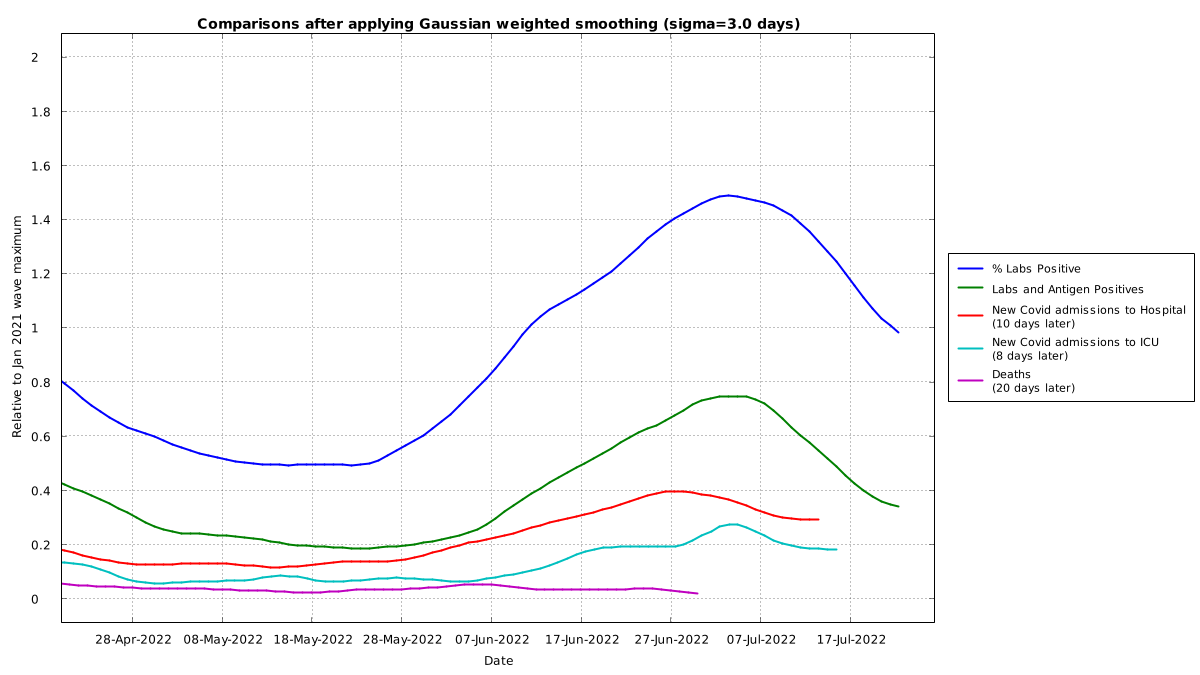 Comparisons after applying Gaussian weighted smoothing (sigma=3.0 days)
Relative to Jan 2021 wave maximum
2
1.8
1.6
1.4
1.2
1
0.8
0.6
0.4
0.2
0
28-Apr-2022 08-May-2022 18-May-2022 28-May-2022 07-Jun-2022 17-Jun-2022 27-Jun-2022 07-Jul-2022 17-Jul-2022
Date
% Labs Positive
Labs and Antigen Positives
New Covid admissions to Hospital
(10 days later)
New Covid admissions to ICU
(8 days later)
Deaths
(20 days later)